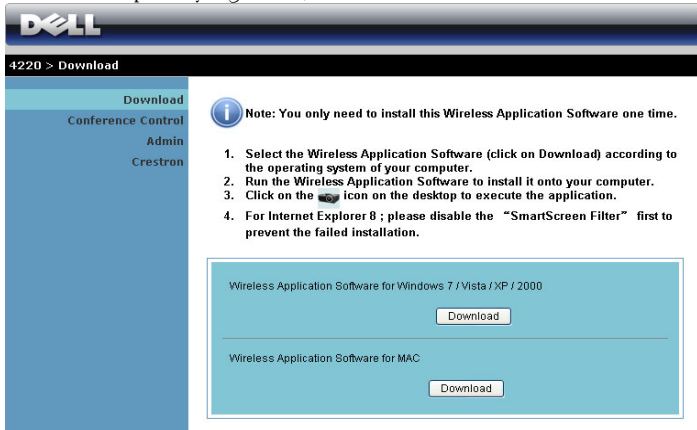 DELL
4220 > Download
Download
Conference Control
Admin
Crestron
Note: You only need to install this Wireless Application Software one time.
1. Select the Wireless Application Software (click on Download) according to
the operating system of your computer.
2. Run the Wireless Application Software to install it onto your computer.
3. Click on the icon on the desktop to execute the application.
4. For Internet Explorer 8 ; please disable the “SmartScreen Filter” first to
prevent the failed installation.
Wireless Application Software for Windows 7 / Vista / XP / 2000
Download
Wireless Application Software for MAC
Download